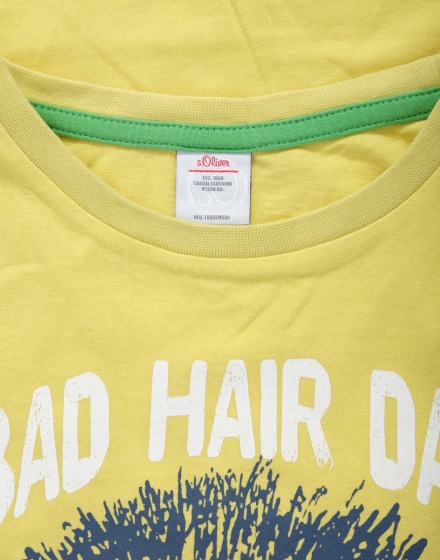 s.Oliver
EST. 1969
CASUAL CLOTHING
REG. TRADEMARK
BAD HAIR DA